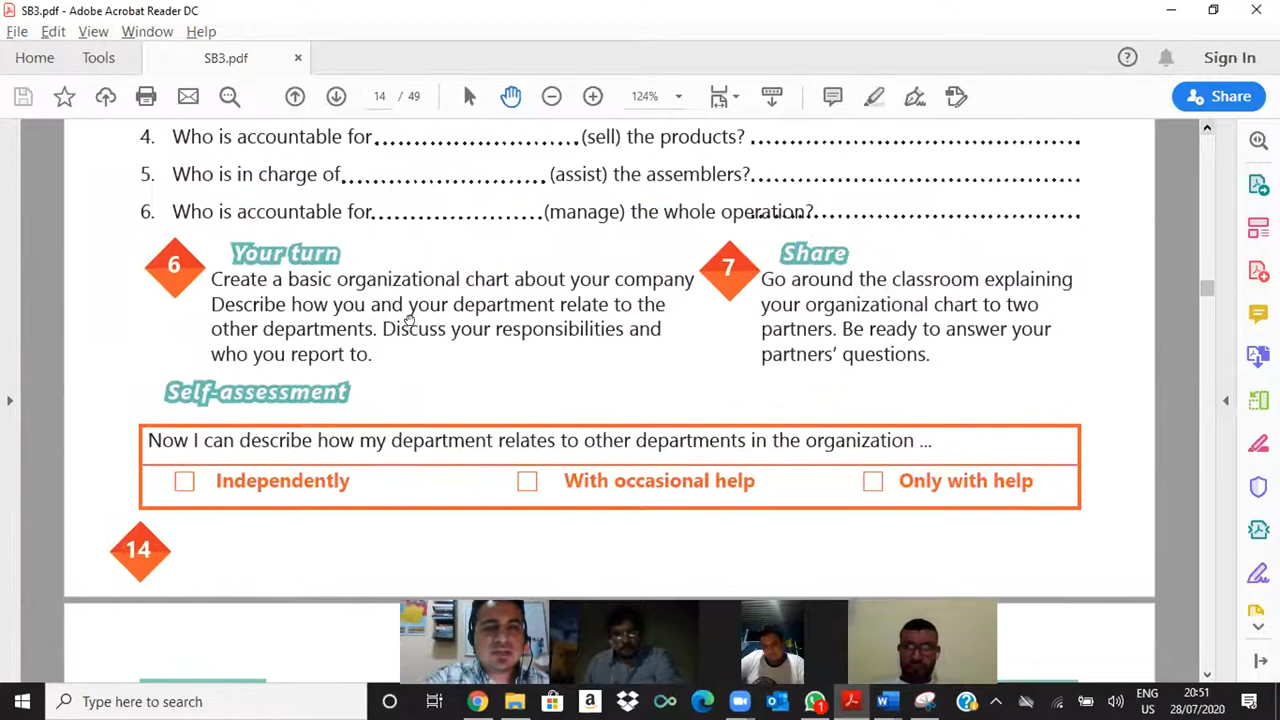 SB3.pdf - Adobe Acrobat Reader DC
File Edit View Window Help
Home Tools SB3.pdf × Sign In
14 / 49 124% Share
4. Who is accountable for (sell) the products?
5. Who is in charge of (assist) the assemblers?
6. Who is accountable for (manage) the whole operation?
6 Your turn
Create a basic organizational chart about your company
Describe how you and your department relate to the
other departments. Discuss your responsibilities and
who you report to.
7 Share
Go around the classroom explaining
your organizational chart to two
partners. Be ready to answer your
partners' questions.
Self-assessment
Now I can describe how my department relates to other departments in the organization ...
Independently With occasional help Only with help
14
Type here to search
1
ENG
US
20:51
28/07/2020